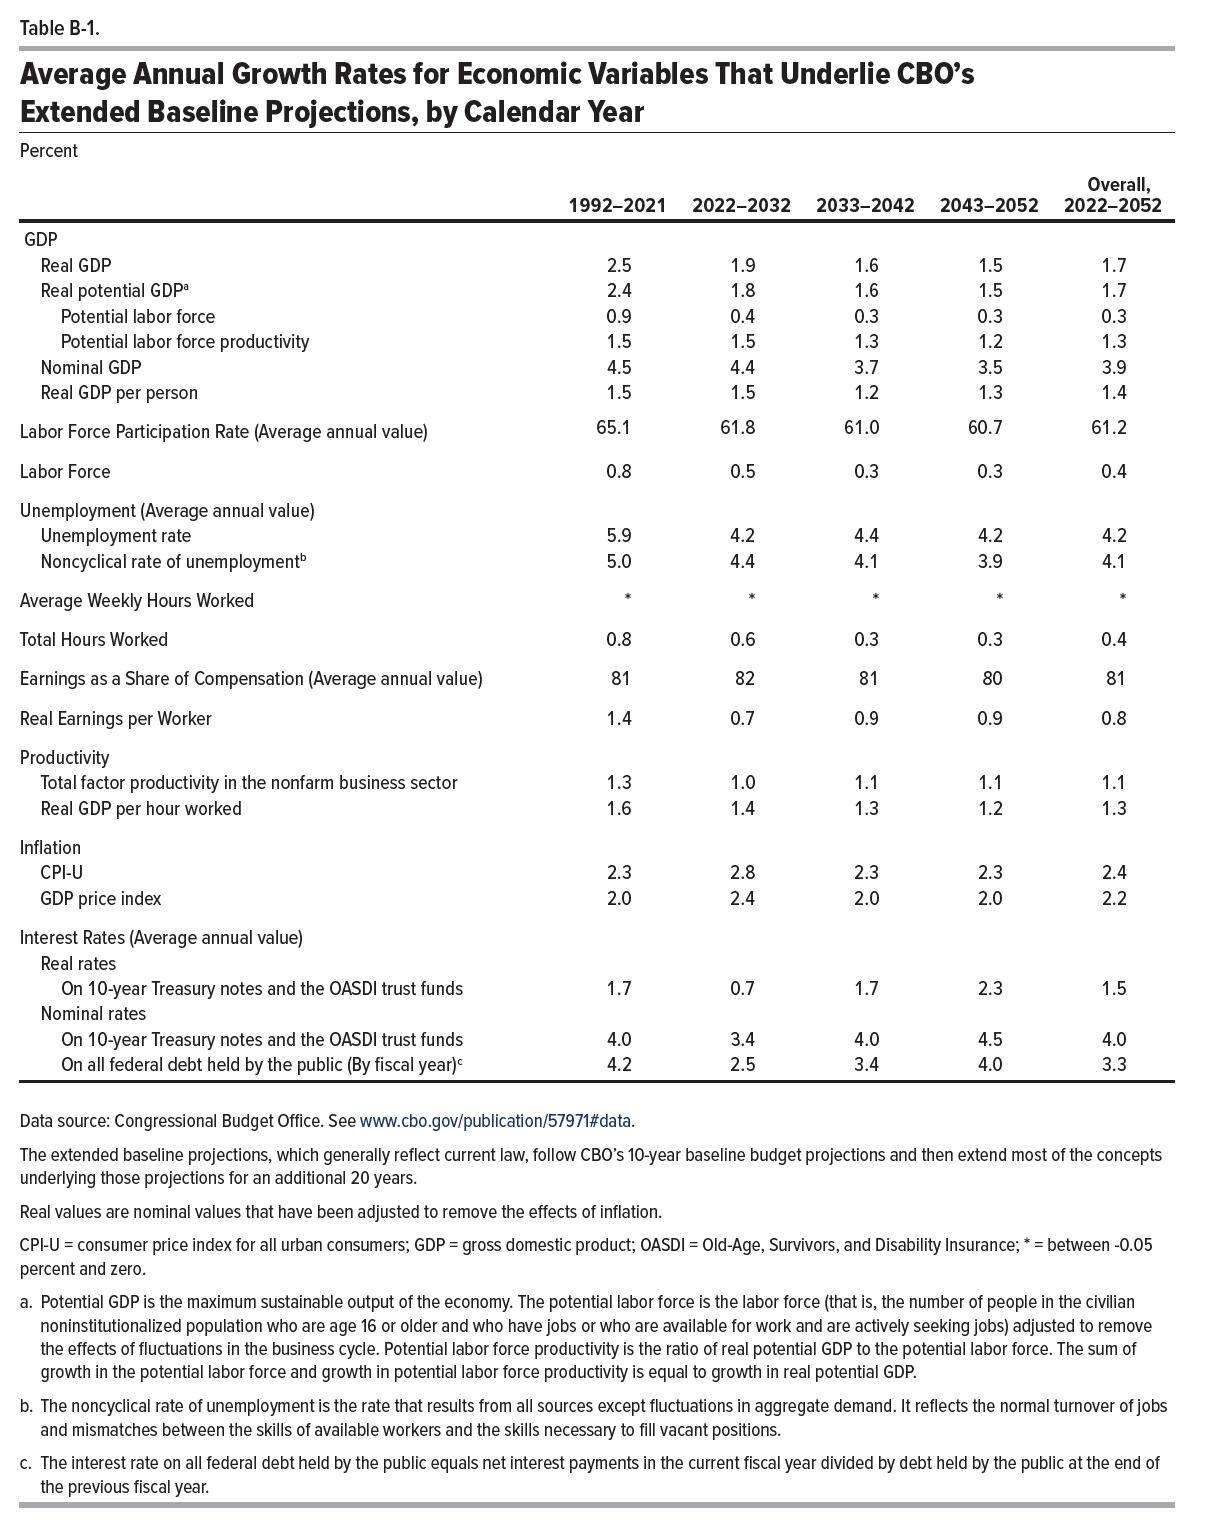 Table B-1.
Average Annual Growth Rates for Economic Variables That Underlie CBO’s
Extended Baseline Projections, by Calendar Year
Percent
Overall,
1992–2021 2022–2032 2033–2042 2043–2052 2022–2052
GDP
Real GDP 2.5 1.9 1.6 1.5 1.7
Real potential GDPa 2.4 1.8 1.6 1.5 1.7
Potential labor force 0.9 0.4 0.3 0.3 0.3
Potential labor force productivity 1.5 1.5 1.3 1.2 1.3
Nominal GDP 4.5 4.4 3.7 3.5 3.9
Real GDP per person 1.5 1.5 1.2 1.3 1.4
Labor Force Participation Rate (Average annual value) 65.1 61.8 61.0 60.7 61.2
Labor Force 0.8 0.5 0.3 0.3 0.4
Unemployment (Average annual value)
Unemployment rate 5.9 4.2 4.4 4.2 4.2
Noncyclical rate of unemploymentb 5.0 4.4 4.1 3.9 4.1
Average Weekly Hours Worked * * * * *
Total Hours Worked 0.8 0.6 0.3 0.3 0.4
Earnings as a Share of Compensation (Average annual value) 81 82 81 80 81
Real Earnings per Worker 1.4 0.7 0.9 0.9 0.8
Productivity
Total factor productivity in the nonfarm business sector 1.3 1.0 1.1 1.1 1.1
Real GDP per hour worked 1.6 1.4 1.3 1.2 1.3
Inflation
CPI-U 2.3 2.8 2.3 2.3 2.4
GDP price index 2.0 2.4 2.0 2.0 2.2
Interest Rates (Average annual value)
Real rates
On 10-year Treasury notes and the OASDI trust funds 1.7 0.7 1.7 2.3 1.5
Nominal rates
On 10-year Treasury notes and the OASDI trust funds 4.0 3.4 4.0 4.5 4.0
On all federal debt held by the public (By fiscal year)c 4.2 2.5 3.4 4.0 3.3
Data source: Congressional Budget Office. See www.cbo.gov/publication/57971#data.
The extended baseline projections, which generally reflect current law, follow CBO’s 10-year baseline budget projections and then extend most of the concepts
underlying those projections for an additional 20 years.
Real values are nominal values that have been adjusted to remove the effects of inflation.
CPI-U = consumer price index for all urban consumers; GDP = gross domestic product; OASDI = Old-Age, Survivors, and Disability Insurance; * = between -0.05
percent and zero.
a. Potential GDP is the maximum sustainable output of the economy. The potential labor force is the labor force (that is, the number of people in the civilian
noninstitutionalized population who are age 16 or older and who have jobs or who are available for work and are actively seeking jobs) adjusted to remove
the effects of fluctuations in the business cycle. Potential labor force productivity is the ratio of real potential GDP to the potential labor force. The sum of
growth in the potential labor force and growth in potential labor force productivity is equal to growth in real potential GDP.
b. The noncyclical rate of unemployment is the rate that results from all sources except fluctuations in aggregate demand. It reflects the normal turnover of jobs
and mismatches between the skills of available workers and the skills necessary to fill vacant positions.
c. The interest rate on all federal debt held by the public equals net interest payments in the current fiscal year divided by debt held by the public at the end of
the previous fiscal year.